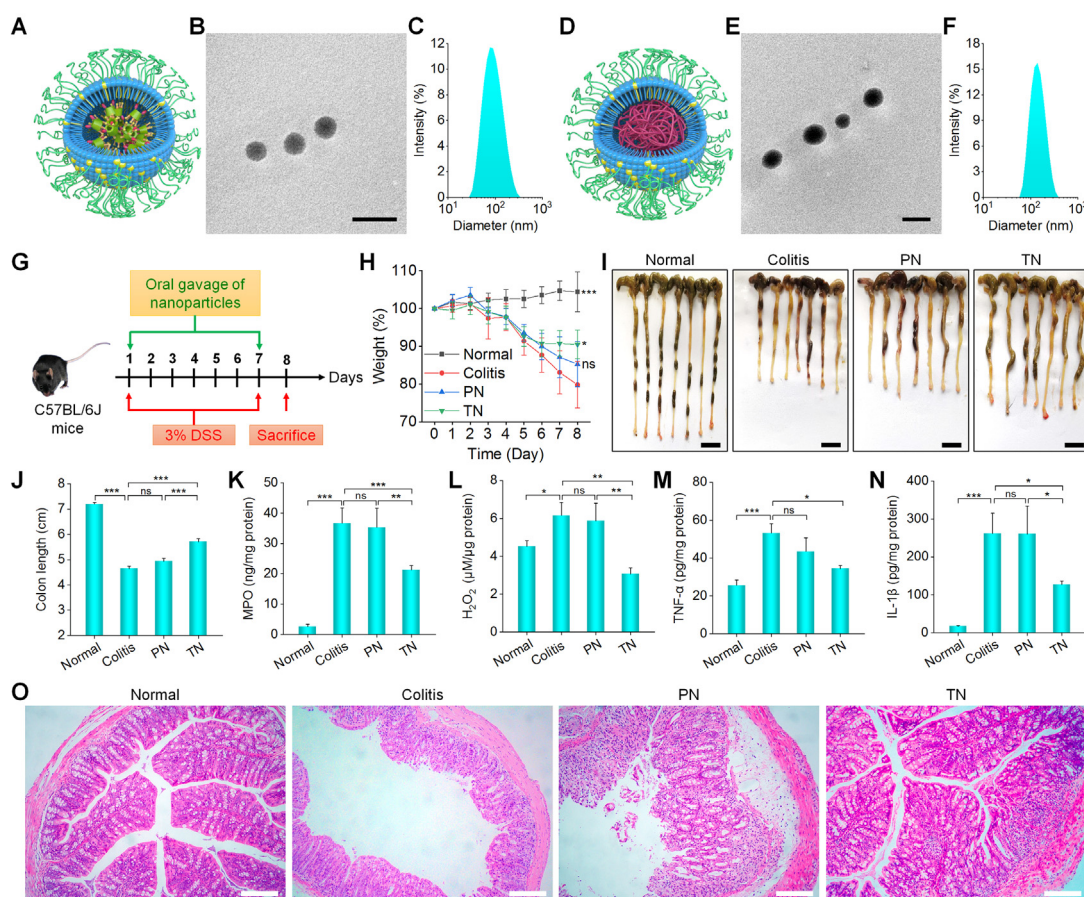 A
B
C
Intensity (%)
12
10
8
6
4
2
0
10¹
10²
10³
Diameter (nm)
D
E
F
Intensity (%)
18
15
12
9
6
3
0
10¹
10²
10³
Diameter (nm)
G
Oral gavage of
nanoparticles
1 2 3 4 5 6 7 8
Days
C57BL/6J
mice
3% DSS
Sacrifice
H
Weight (%)
110
100
90
80
70
***
*
ns
Normal
Colitis
PN
TN
0 1 2 3 4 5 6 7 8
Time (Day)
I
Normal Colitis PN TN
J
Colon length (cm)
8
7
6
5
4
3
2
***
*** ns ***
Normal Colitis PN TN
K
MPO (ng/mg protein)
50
40
30
20
10
0
***
*** ns **
Normal Colitis PN TN
L
H₂O₂ (μM/μg protein)
8
6
4
2
0
**
* ns **
Normal Colitis PN TN
M
TNF-α (pg/mg protein)
80
60
40
20
0
*
*** ns
Normal Colitis PN TN
N
IL-1β (pg/mg protein)
400
300
200
100
0
*
*** ns *
Normal Colitis PN TN
O
Normal Colitis PN TN